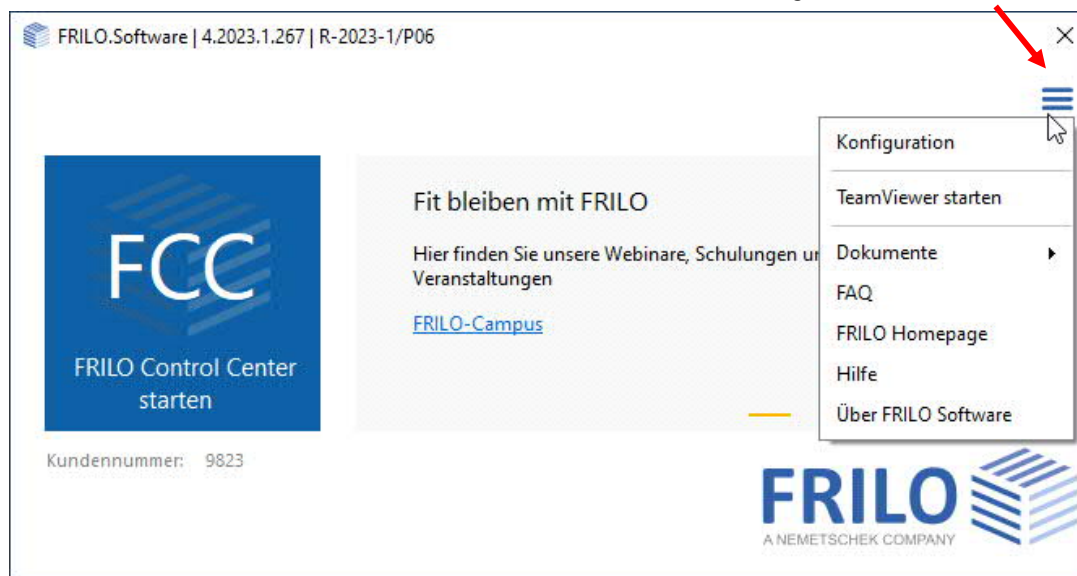 FRILO.Software | 4.2023.1.267 | R-2023-1/P06
Konfiguration
TeamViewer starten
Dokumente
FAQ
FRILO Homepage
Hilfe
Über FRILO Software
FCC
FRILO Control Center
starten
Fit bleiben mit FRILO
Hier finden Sie unsere Webinare, Schulungen
Veranstaltungen
FRILO-Campus
Kundennummer: 9823
FRILO
A NEMETSCHEK COMPANY